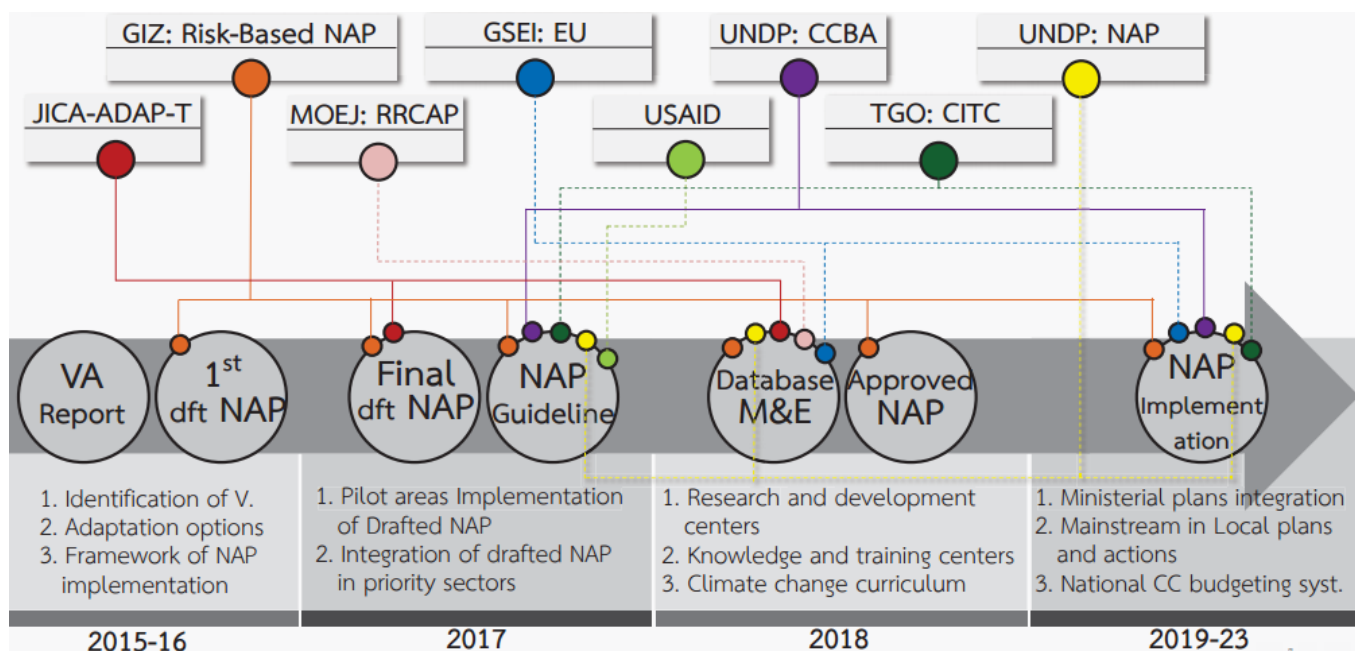 GIZ: Risk-Based NAP
GSEI: EU
UNDP: CCBA
UNDP: NAP
JICA-ADAP-T
MOEJ: RRCAP
USAID
TGO: CITC
VA
Report
1st
dft NAP
Final
dft NAP
NAP
Guideline
Database
M&E
Approved
NAP
NAP
Implement
ation
1. Identification of V.
2. Adaptation options
3. Framework of NAP
implementation
1. Pilot areas Implementation
of Drafted NAP
2. Integration of drafted NAP
in priority sectors
1. Research and development
centers
2. Knowledge and training centers
3. Climate change curriculum
1. Ministerial plans integration
2. Mainstream in Local plans
and actions
3. National CC budgeting syst.
2015-16
2017
2018
2019-23